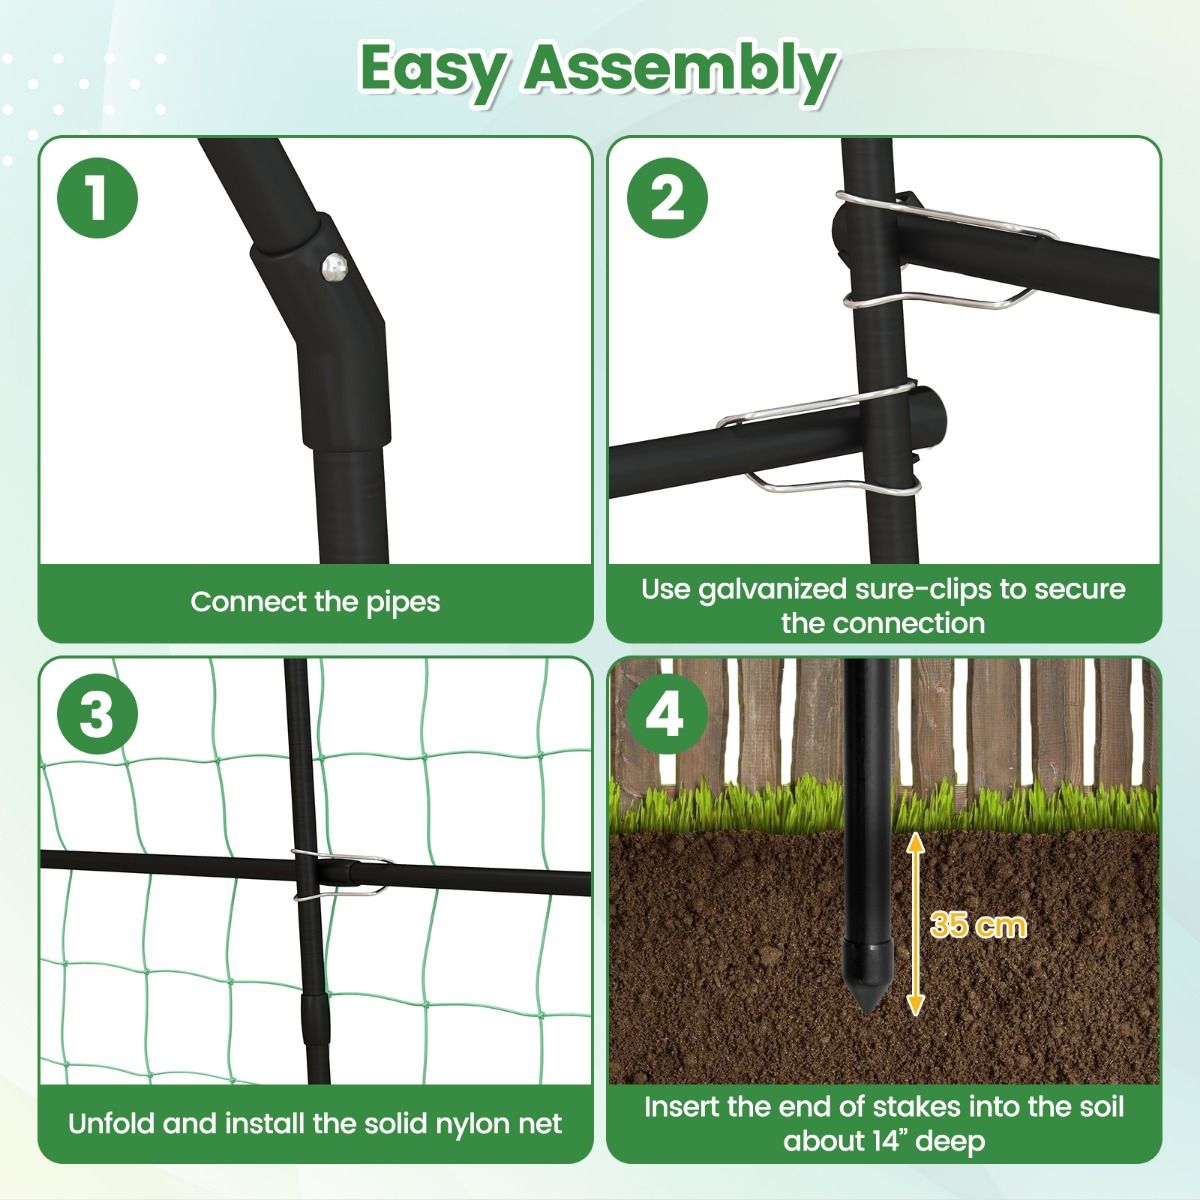 Easy Assembly
1
Connect the pipes
2
Use galvanized sure-clips to secure
the connection
3
Unfold and install the solid nylon net
4
35 cm
Insert the end of stakes into the soil
about 14” deep